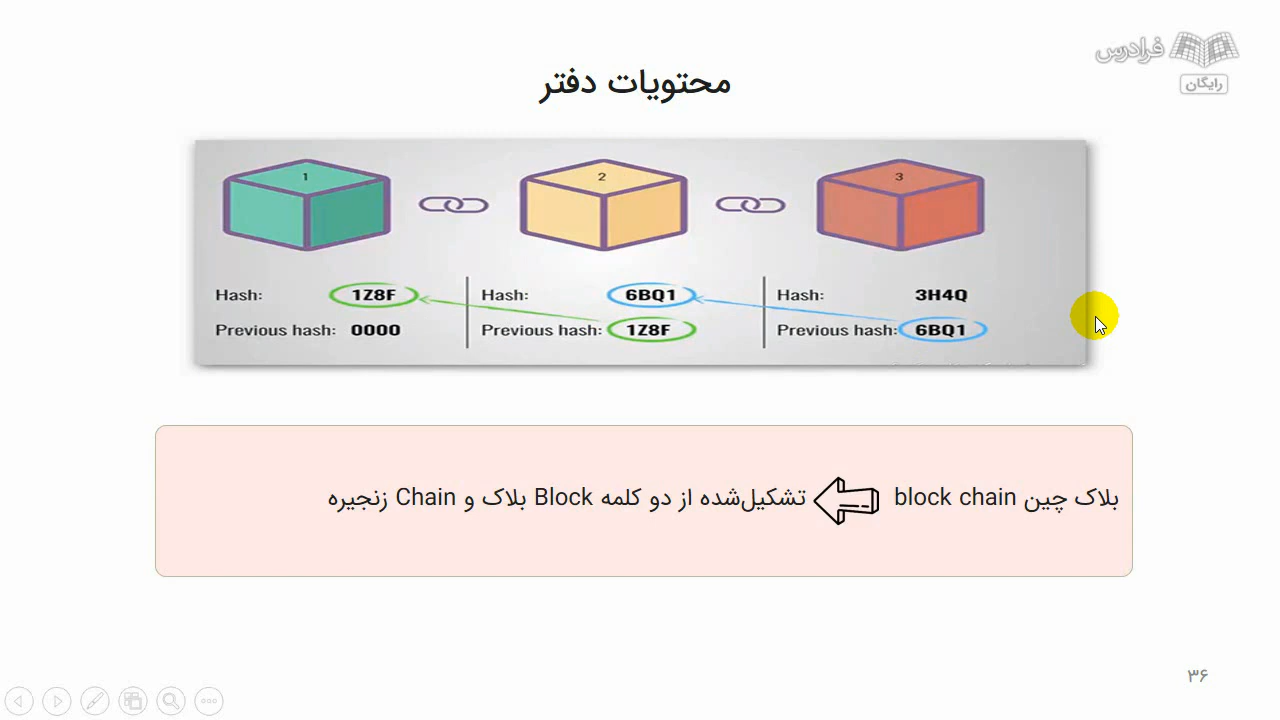 فرادرس
رایگان
محتویات دفتر
1 2 3
Hash: 1Z8F Hash: 6BQ1 Hash: 3H4Q
Previous hash: 0000 Previous hash: 1Z8F Previous hash: 6BQ1
بلاک چین block chain تشکیل‌شده از دو کلمه Block بلاک و Chain زنجیره
۳۶